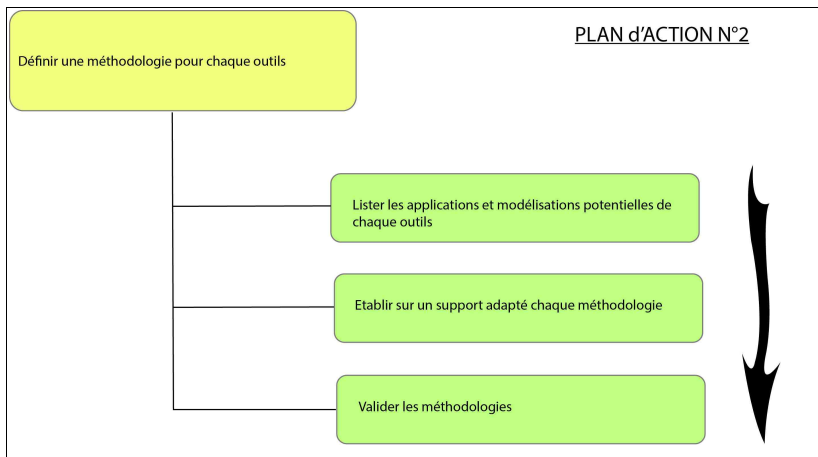 PLAN d'ACTION N°2
Définir une méthodologie pour chaque outils
Lister les applications et modélisations potentielles de
chaque outils
Etablir sur un support adapté chaque méthodologie
Valider les méthodologies